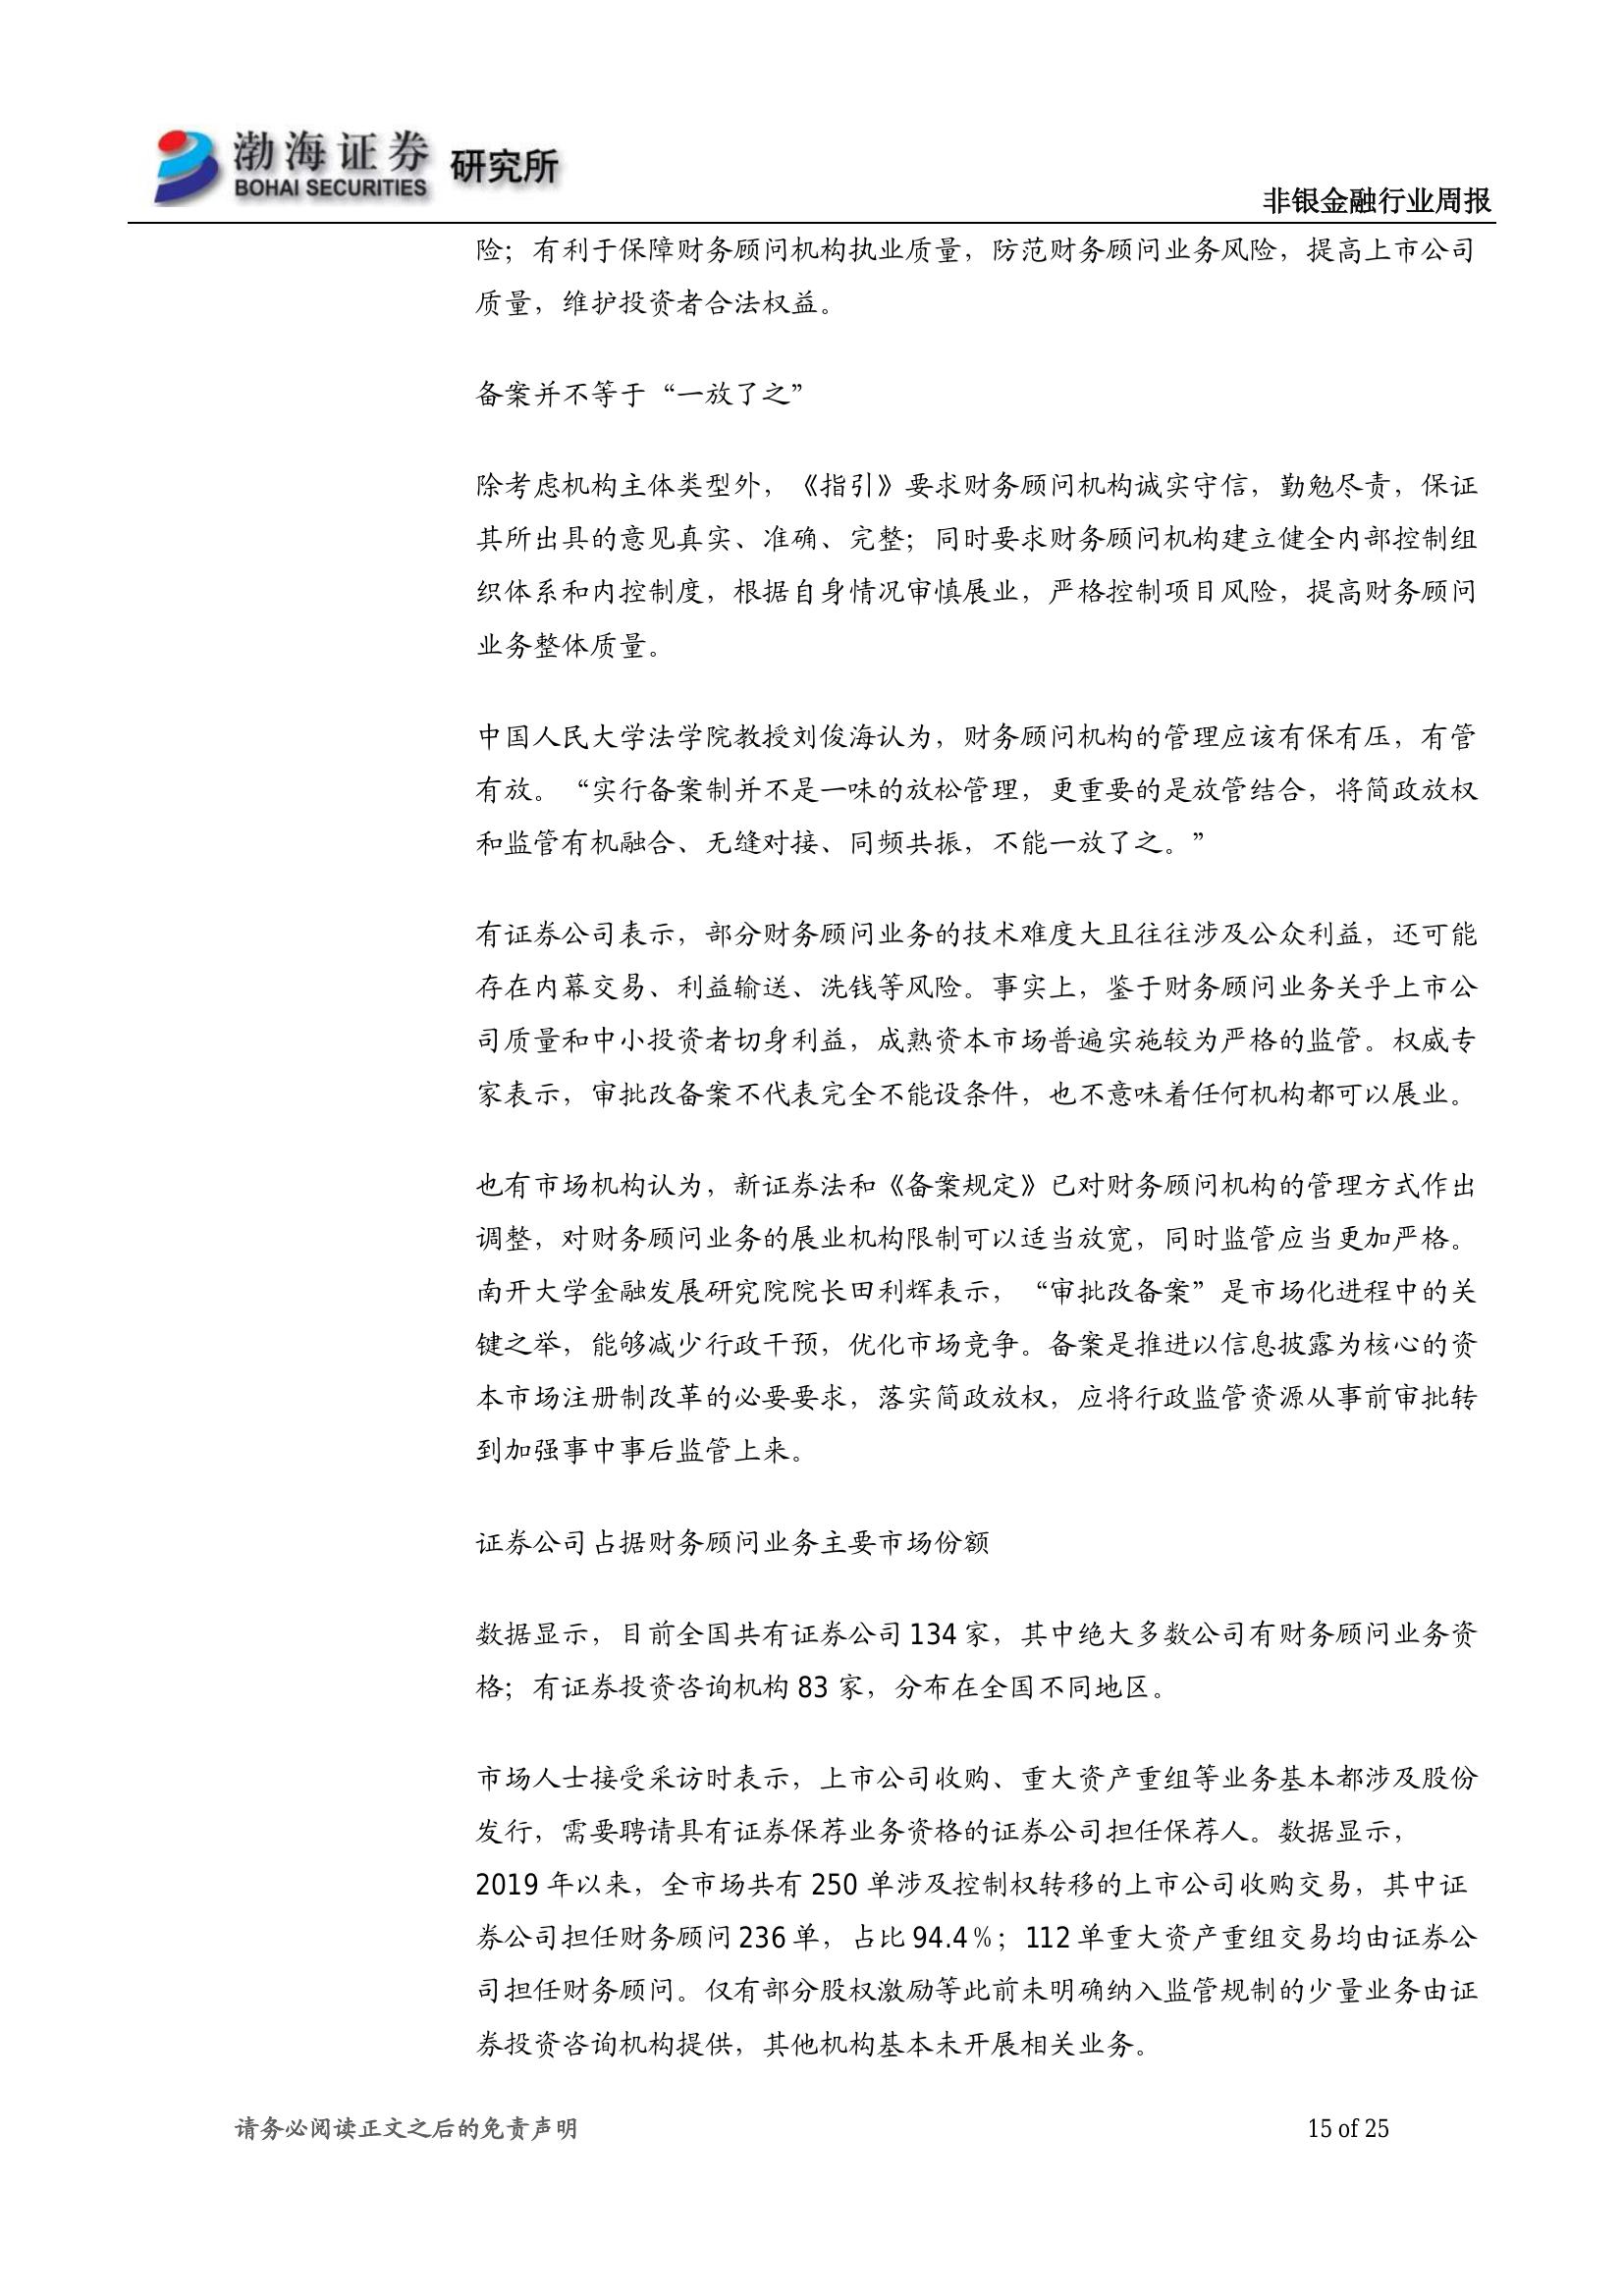 渤海证券
BOHAI SECURITIES
研究所
非银金融行业周报
险；有利于保障财务顾问机构执业质量，防范财务顾问业务风险，提高上市公司
质量，维护投资者合法权益。
备案并不等于“一放了之”
除考虑机构主体类型外，《指引》要求财务顾问机构诚实守信，勤勉尽责，保证
其所出具的意见真实、准确、完整；同时要求财务顾问机构建立健全内部控制组
织体系和内控制度，根据自身情况审慎展业，严格控制项目风险，提高财务顾问
业务整体质量。
中国人民大学法学院教授刘俊海认为，财务顾问机构的管理应该有保有压，有管
有放。“实行备案制并不是一味的放松管理，更重要的是放管结合，将简政放权
和监管有机融合、无缝对接、同频共振，不能一放了之。”
有证券公司表示，部分财务顾问业务的技术难度大且往往涉及公众利益，还可能
存在内幕交易、利益输送、洗钱等风险。事实上，鉴于财务顾问业务关乎上市公
司质量和中小投资者切身利益，成熟资本市场普遍实施较为严格的监管。权威专
家表示，审批改备案不代表完全不能设条件，也不意味着任何机构都可以展业。
也有市场机构认为，新证券法和《备案规定》已对财务顾问机构的管理方式作出
调整，对财务顾问业务的展业机构限制可以适当放宽，同时监管应当更加严格。
南开大学金融发展研究院院长田利辉表示，“审批改备案”是市场化进程中的关
键之举，能够减少行政干预，优化市场竞争。备案是推进以信息披露为核心的资
本市场注册制改革的必要要求，落实简政放权，应将行政监管资源从事前审批转
到加强事中事后监管上来。
证券公司占据财务顾问业务主要市场份额
数据显示，目前全国共有证券公司 134 家，其中绝大多数公司有财务顾问业务资
格；有证券投资咨询机构 83 家，分布在全国不同地区。
市场人士接受采访时表示，上市公司收购、重大资产重组等业务基本都涉及股份
发行，需要聘请具有证券保荐业务资格的证券公司担任保荐人。数据显示，
2019 年以来，全市场共有 250 单涉及控制权转移的上市公司收购交易，其中证
券公司担任财务顾问 236 单，占比 94.4％；112 单重大资产重组交易均由证券公
司担任财务顾问。仅有部分股权激励等此前未明确纳入监管规制的少量业务由证
券投资咨询机构提供，其他机构基本未开展相关业务。
请务必阅读正文之后的免责声明
15 of 25